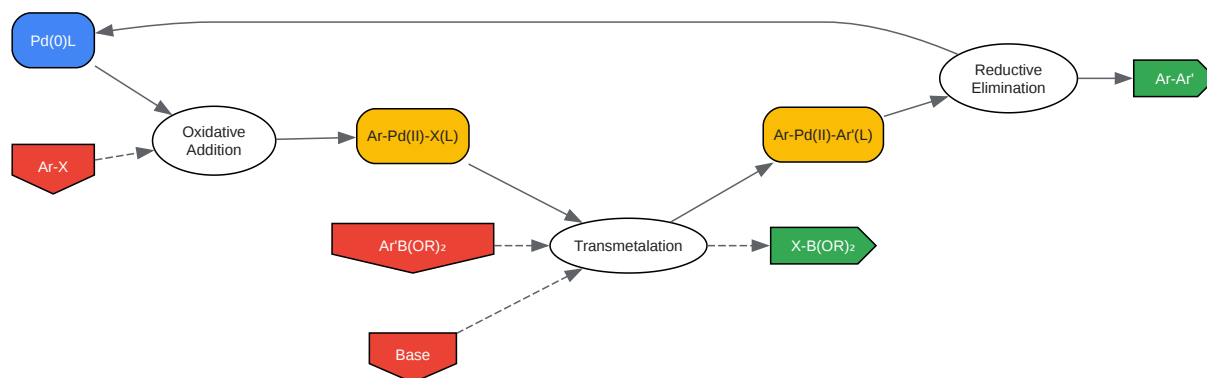 Pd(0)L
Ar-X
Oxidative
Addition
Ar-Pd(II)-X(L)
Ar'B(OR)₂
Base
Transmetalation
Ar-Pd(II)-Ar'(L)
X-B(OR)₂
Reductive
Elimination
Ar-Ar'